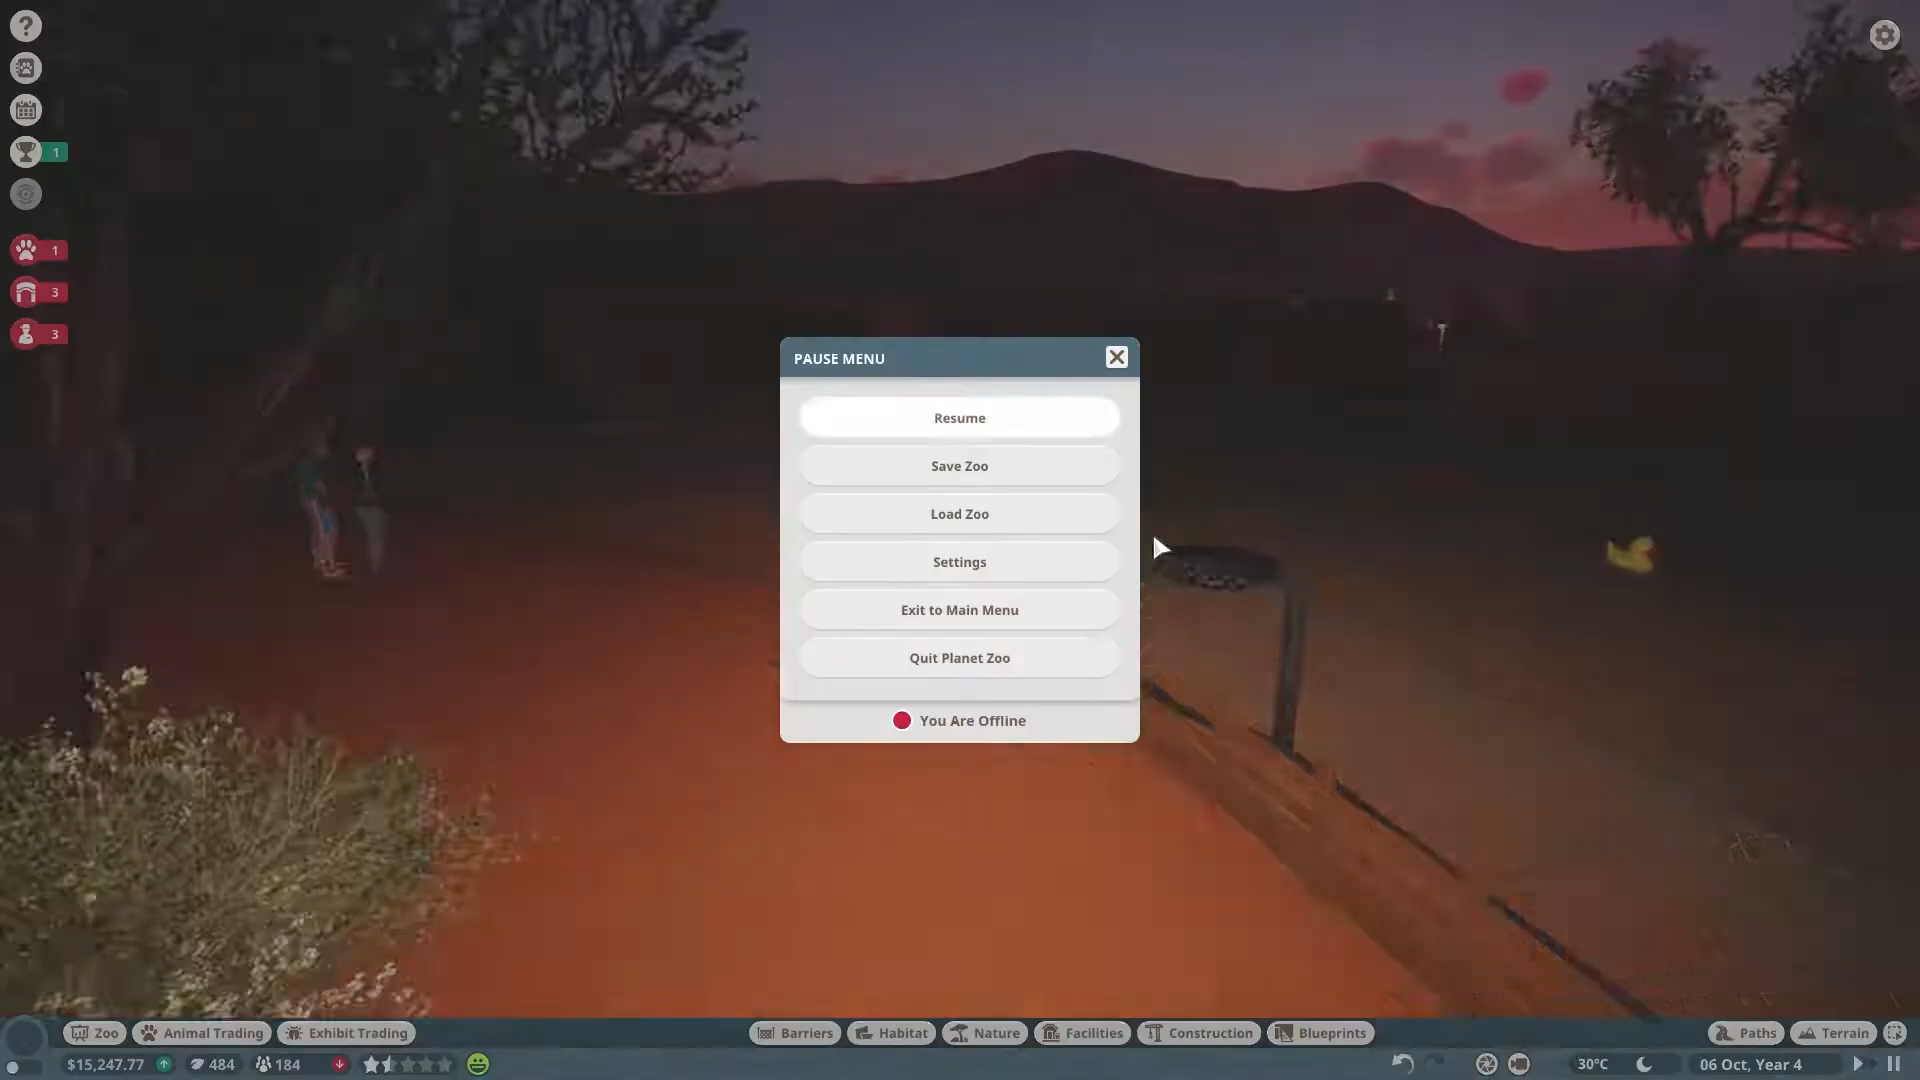 ?
1
1
3
3
PAUSE MENU
Resume
Save Zoo
Load Zoo
Settings
Exit to Main Menu
Quit Planet Zoo
You Are Offline
Zoo Animal Trading Exhibit Trading Barriers Habitat Nature Facilities Construction Blueprints Paths Terrain
$15,247.77 484 184 30°C 06 Oct, Year 4